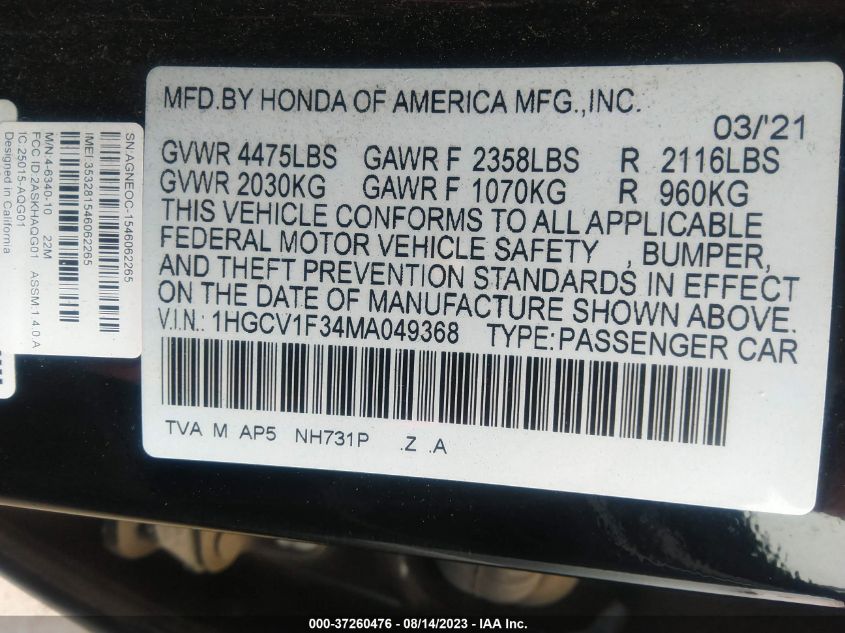 MFD.BY HONDA OF AMERICA MFG.,INC.
03/'21
GVWR 4475LBS GAWR F 2358LBS R 2116LBS
GVWR 2030KG GAWR F 1070KG R 960KG
THIS VEHICLE CONFORMS TO ALL APPLICABLE
FEDERAL MOTOR VEHICLE SAFETY , BUMPER,
AND THEFT PREVENTION STANDARDS IN EFFECT
ON THE DATE OF MANUFACTURE SHOWN ABOVE.
V.I.N.: 1HGCV1F34MA049368 TYPE:PASSENGER CAR
TVA M AP5 NH731P .Z .A
SN:AGNEOC-1546062265
IMEI:353281546062265
M/N:4-6340-10 22M
FCC ID:2ASKHAQG01 ASSM:1.4.0 A
IC:25015-AQG01
Designed in California
000-37260476 - 08/14/2023 - IAA Inc.